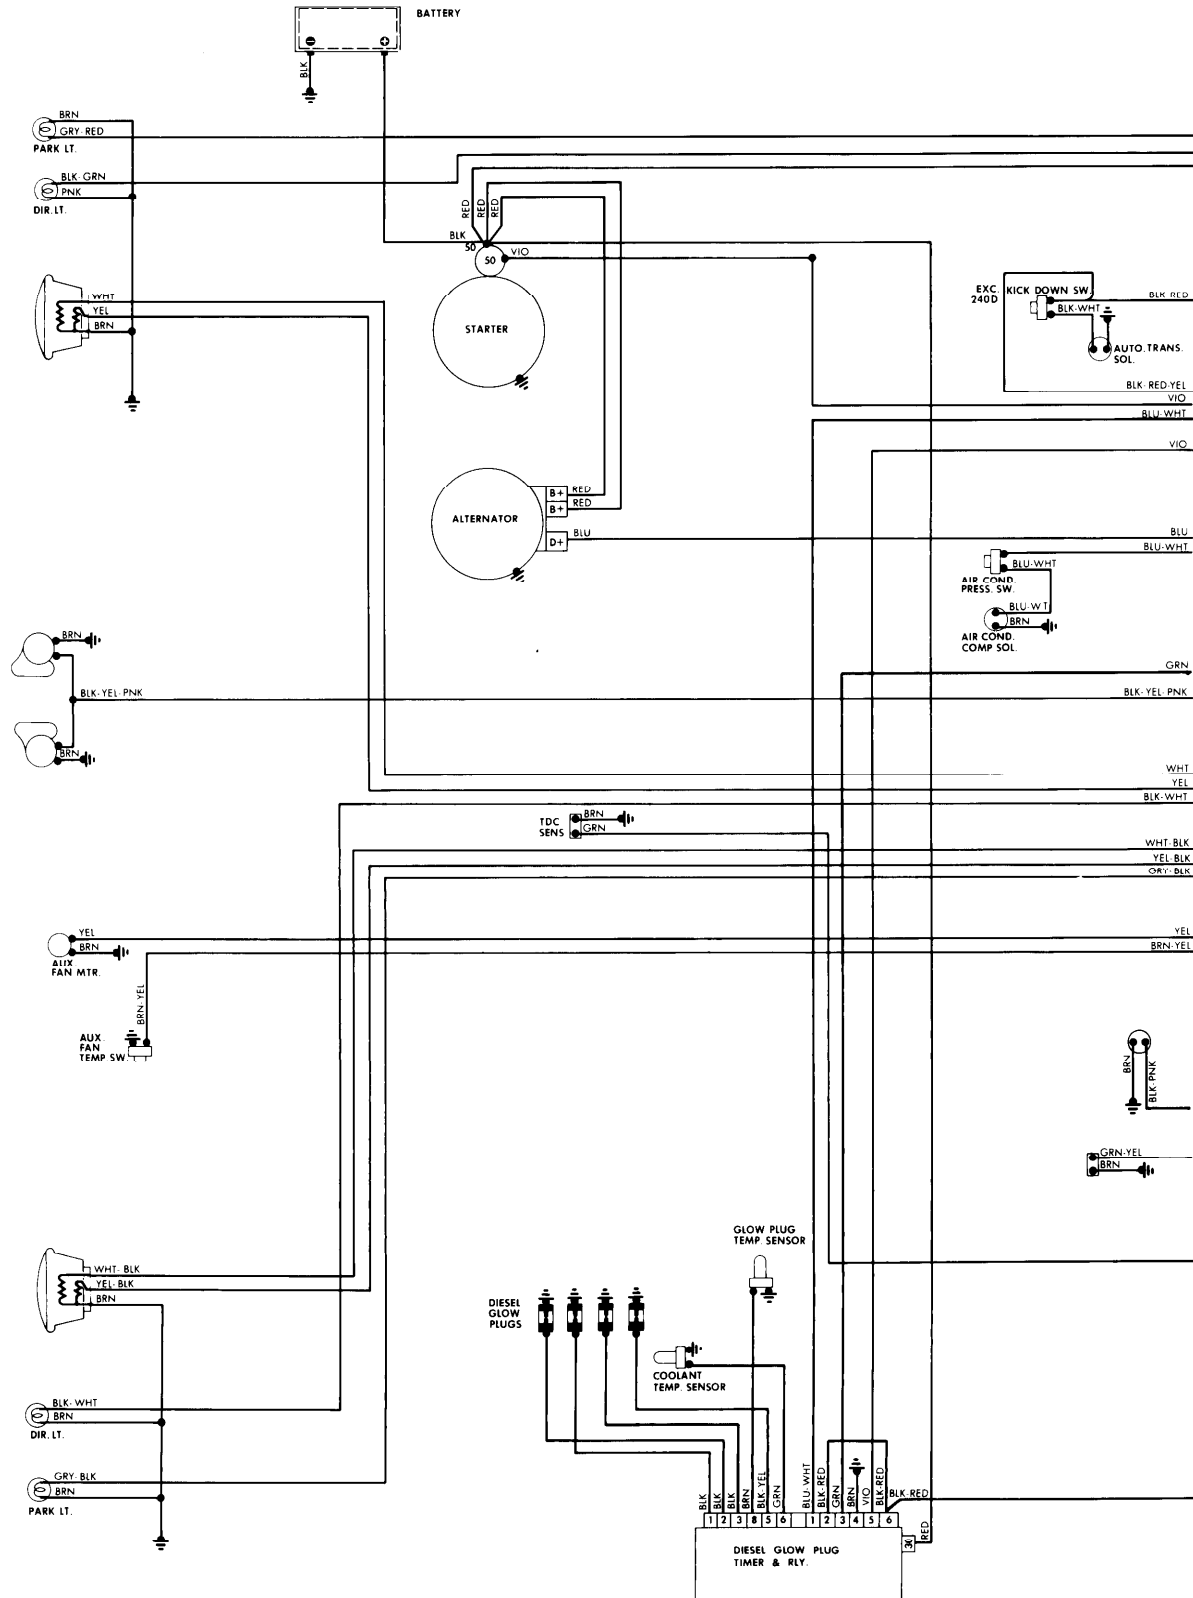 BATTERY
BLK
BRN
GRY-RED
PARK LT.
BLK-GRN
PNK
DIR. LT.
RED
RED
RED
BLK
50
50
VIO
WHT
YEL
BRN
STARTER
EXC.
240D
KICK DOWN SW.
BLK-RED
BLK-WHT
AUTO. TRANS.
SOL.
BLK-RED-YEL
VIO
BLU-WHT
VIO
ALTERNATOR
B+
RED
B+
RED
D+
BLU
BLU
BLU-WHT
BLU-WHT
AIR COND.
PRESS. SW.
BLU-WT
BRN
AIR COND.
COMP SOL.
BRN
GRN
BLK-YEL-PNK
BLK-YEL-PNK
BRN
WHT
YEL
BLK-WHT
TDC
SENS
BRN
GRN
WHT-BLK
YEL-BLK
GRY-BLK
YEL
BRN
AUX
FAN MTR.
YEL
BRN-YEL
BRN-YEL
AUX.
FAN
TEMP SW.
BRN
BLK-PNK
GRN-YEL
BRN
GLOW PLUG
TEMP. SENSOR
WHT-BLK
YEL-BLK
BRN
DIESEL
GLOW
PLUGS
COOLANT
TEMP. SENSOR
BLK-WHT
BRN
DIR. LT.
GRY-BLK
BRN
PARK LT.
BLK
BLK
BLK
BRN
BLK-YEL
GRN
BLU-WHT
BLK-RED
GRN
BRN
VIO
BLK-RED
BLK-RED
1 2 3 8 5 6 1 2 3 4 5 6
RED
30
DIESEL GLOW PLUG
TIMER & RLY.